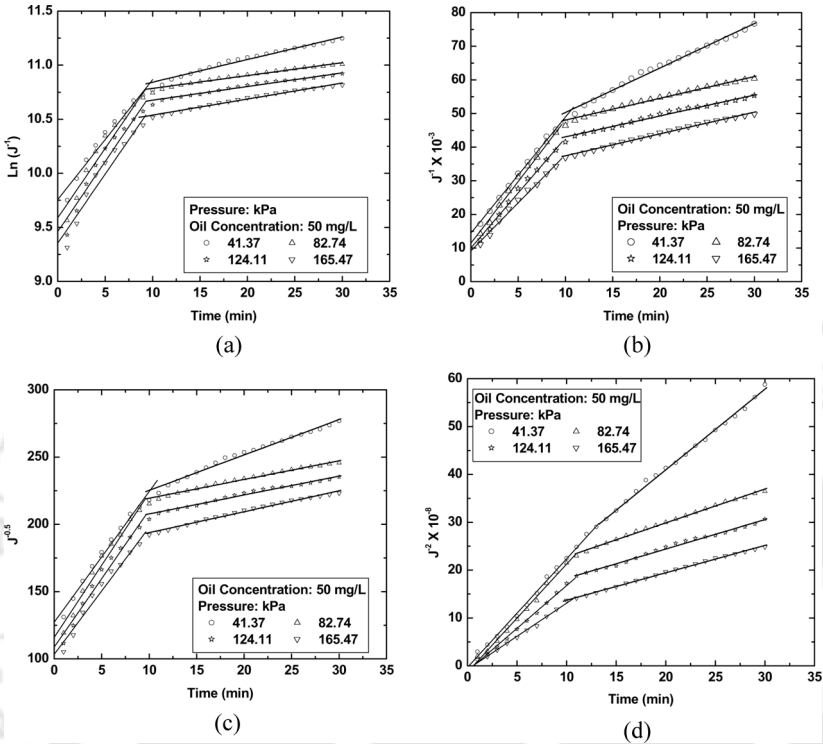 11.5
11.0
10.5
10.0
9.5
9.0
Ln (J⁻¹)
Pressure: kPa
Oil Concentration: 50 mg/L
41.37 82.74
124.11 165.47
0 5 10 15 20 25 30 35
Time (min)
(a)
80
70
60
50
40
30
20
10
0
J⁻¹ X 10⁻³
Oil Concentration: 50 mg/L
Pressure: kPa
41.37 82.74
124.11 165.47
0 5 10 15 20 25 30 35
Time (min)
(b)
300
250
200
150
100
J⁻⁰·⁵
Oil Concentration: 50 mg/L
Pressure: kPa
41.37 82.74
124.11 165.47
0 5 10 15 20 25 30 35
Time (min)
(c)
60
50
40
30
20
10
0
J⁻² X 10⁻⁸
Oil Concentration: 50 mg/L
Pressure: kPa
41.37 82.74
124.11 165.47
0 5 10 15 20 25 30 35
Time (min)
(d)